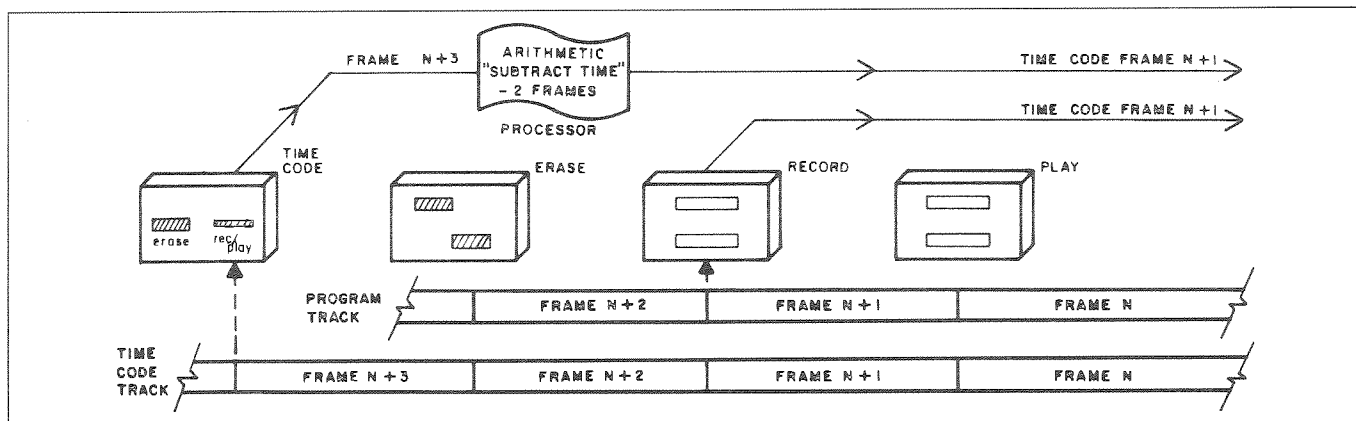 FRAME N+3
ARITHMETIC
"SUBTRACT TIME"
- 2 FRAMES
PROCESSOR
TIME CODE FRAME N+1
TIME CODE FRAME N+1
TIME
CODE
erase
rec/
play
ERASE
RECORD
PLAY
PROGRAM
TRACK
FRAME N+2
FRAME N+1
FRAME N
TIME
CODE
TRACK
FRAME N+3
FRAME N+2
FRAME N+1
FRAME N